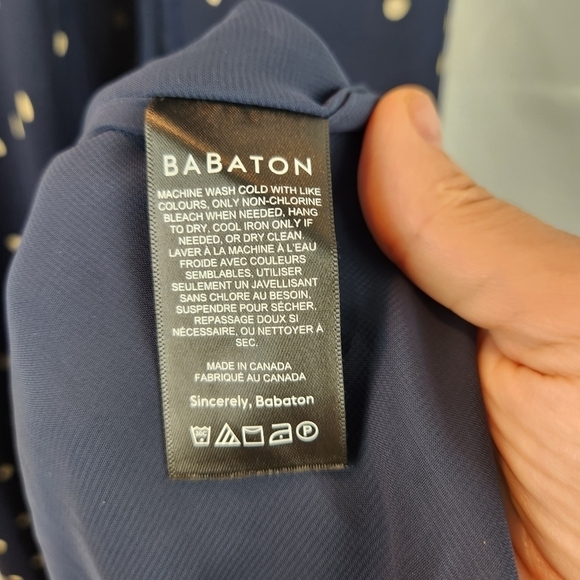 BABATON
MACHINE WASH COLD WITH LIKE
COLOURS, ONLY NON-CHLORINE
BLEACH WHEN NEEDED, HANG
TO DRY, COOL IRON ONLY IF
NEEDED, OR DRY CLEAN.
LAVER À LA MACHINE À L'EAU
FROIDE AVEC COULEURS
SEMBLABLES, UTILISER
SEULEMENT UN JAVELLISANT
SANS CHLORE AU BESOIN,
SUSPENDRE POUR SÉCHER,
REPASSAGE DOUX SI
NÉCESSAIRE, OU NETTOYER À
SEC.
MADE IN CANADA
FABRIQUÉ AU CANADA
Sincerely, Babaton
30C P